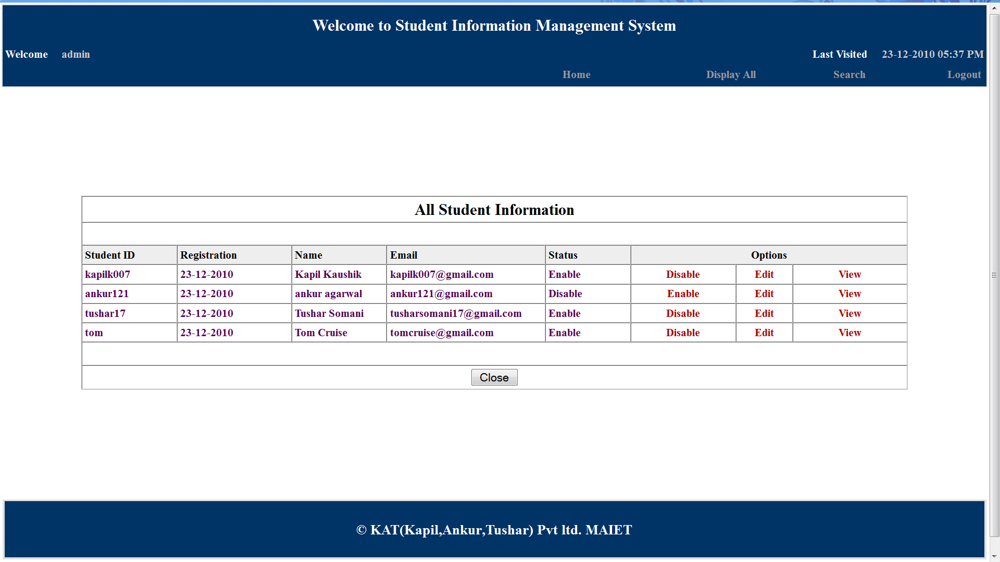 Welcome to Student Information Management System
Welcome admin Last Visited 23-12-2010 05:37 PM
Home Display All Search Logout
All Student Information
Student ID Registration Name Email Status Options
kapilk007 23-12-2010 Kapil Kaushik kapilk007@gmail.com Enable Disable Edit View
ankur121 23-12-2010 ankur agarwal ankur121@gmail.com Disable Enable Edit View
tushar17 23-12-2010 Tushar Somani tusharsomani17@gmail.com Enable Disable Edit View
tom 23-12-2010 Tom Cruise tomcruise@gmail.com Enable Disable Edit View
Close
© KAT(Kapil,Ankur,Tushar) Pvt ltd. MAIET